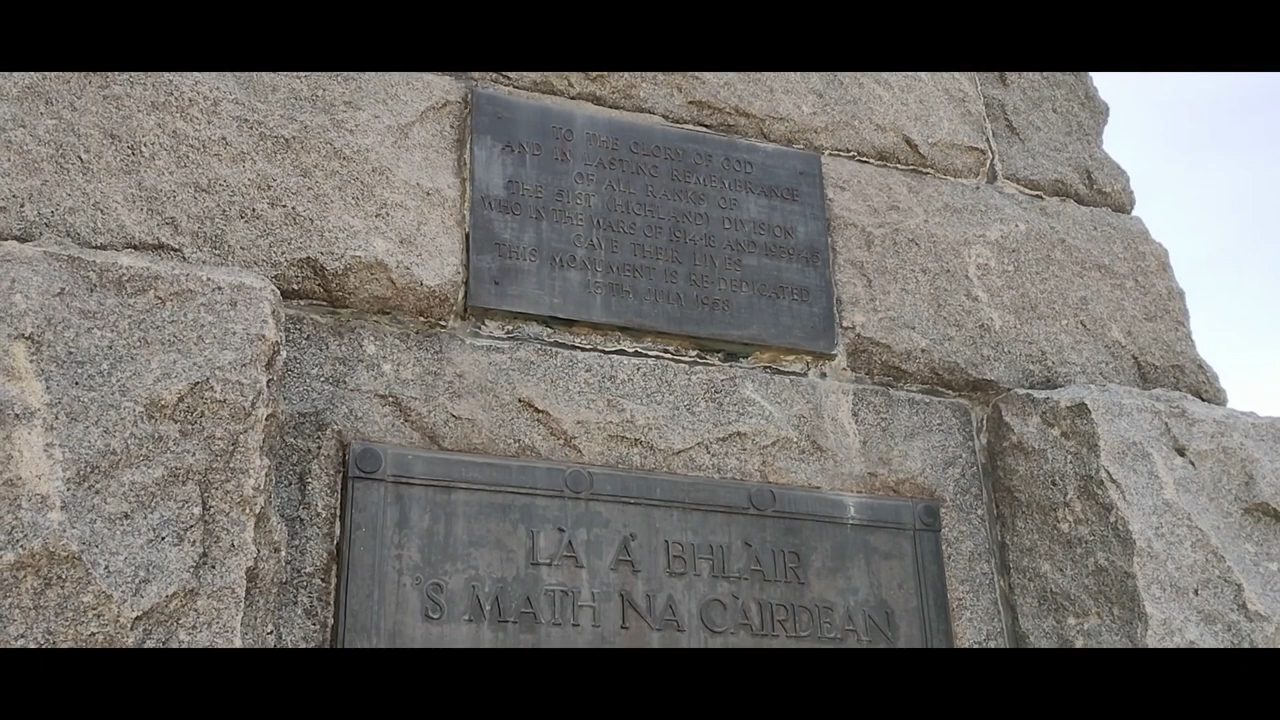 TO THE GLORY OF GOD
AND IN LASTING REMEMBRANCE
OF ALL RANKS OF
THE 51ST (HIGHLAND) DIVISION
WHO IN THE WARS OF 1914-18 AND 1939-45
GAVE THEIR LIVES
THIS MONUMENT IS RE-DEDICATED
13TH JULY 1958
LÀ A' BHLÀIR
'S MATH NA CÀIRDEAN